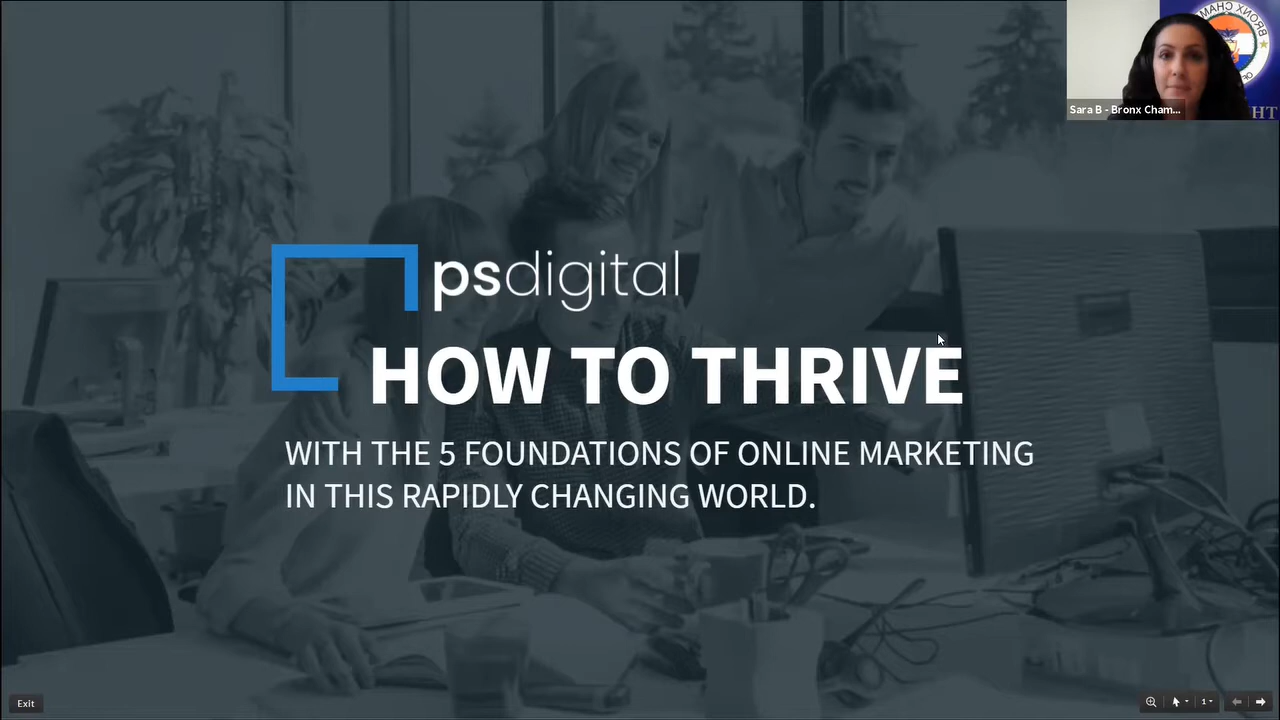 Sara B - Bronx Cham...
psdigital
HOW TO THRIVE
WITH THE 5 FOUNDATIONS OF ONLINE MARKETING
IN THIS RAPIDLY CHANGING WORLD.
Exit
1